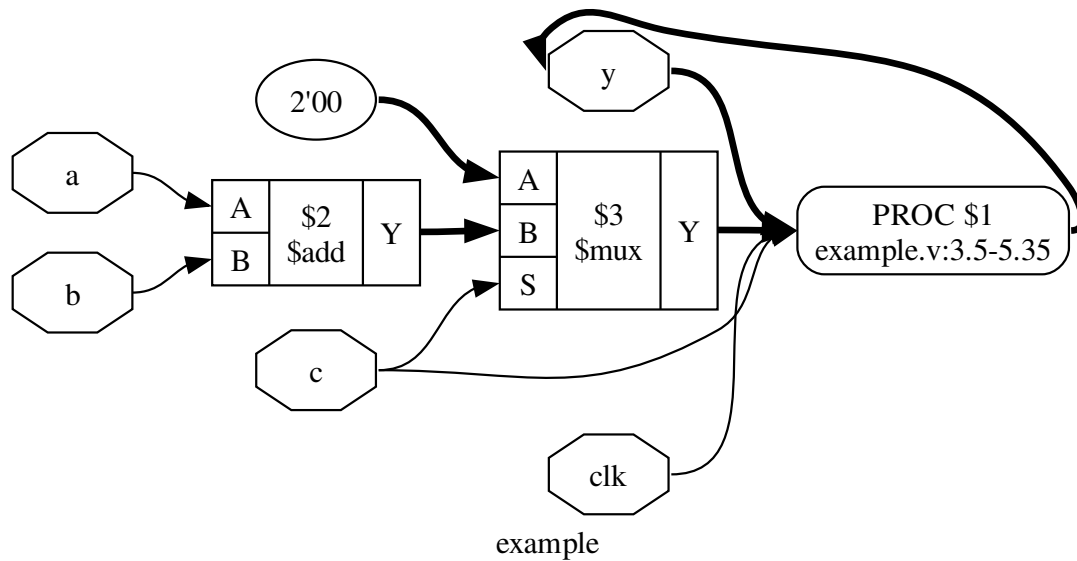 y
2'00
a
A
B
$2
$add
Y
A
B
S
$3
$mux
Y
PROC $1
example.v:3.5-5.35
b
c
clk
example